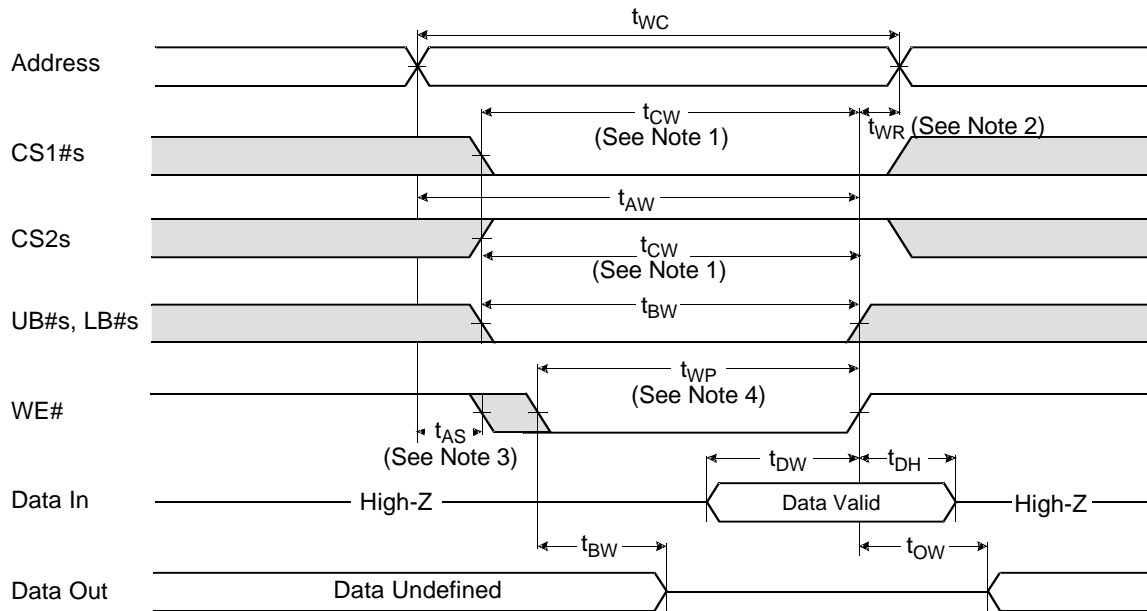 tWC
Address
tCW
(See Note 1)
tWR (See Note 2)
CS1#s
tAW
CS2s
tCW
(See Note 1)
UB#s, LB#s
tBW
tWP
(See Note 4)
WE#
tAS
(See Note 3)
tDW
tDH
Data In
High-Z
Data Valid
High-Z
tBW
tOW
Data Out
Data Undefined